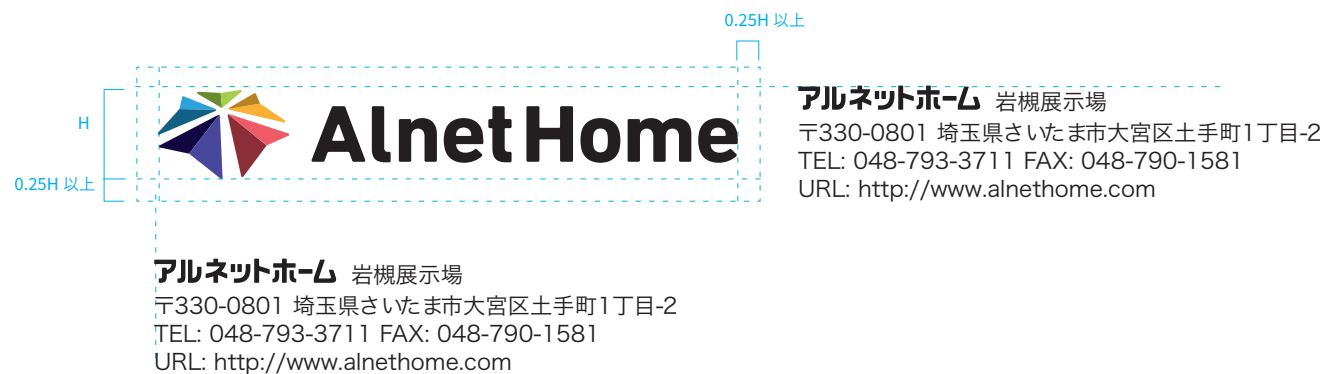 0.25H 以上
H
0.25H 以上
Alnet Home
アルネットホーム 岩槻展示場
〒330-0801 埼玉県さいたま市大宮区土手町1丁目-2
TEL: 048-793-3711 FAX: 048-790-1581
URL: http://www.alnethome.com
アルネットホーム 岩槻展示場
〒330-0801 埼玉県さいたま市大宮区土手町1丁目-2
TEL: 048-793-3711 FAX: 048-790-1581
URL: http://www.alnethome.com